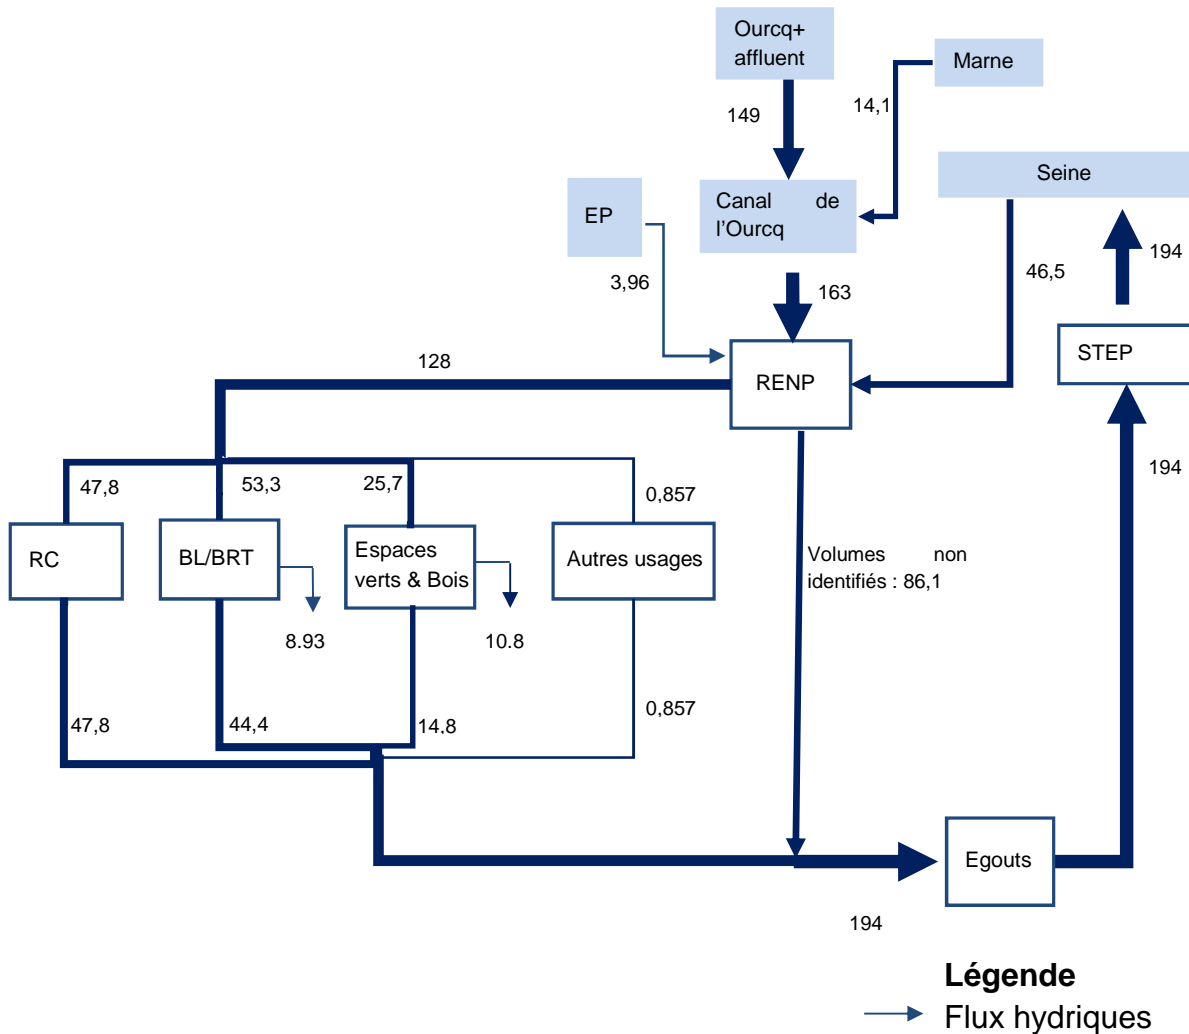 Ourcq+
affluent
Marne
149
14,1
Seine
EP
Canal de
l'Ourcq
194
3,96
163
46,5
STEP
128
RENP
194
47,8
53,3
25,7
0,857
RC
BL/BRT
Espaces
verts & Bois
Autres usages
Volumes non
identifiés : 86,1
8.93
10.8
47,8
44,4
14.8
0,857
Egouts
194
Légende
Flux hydriques